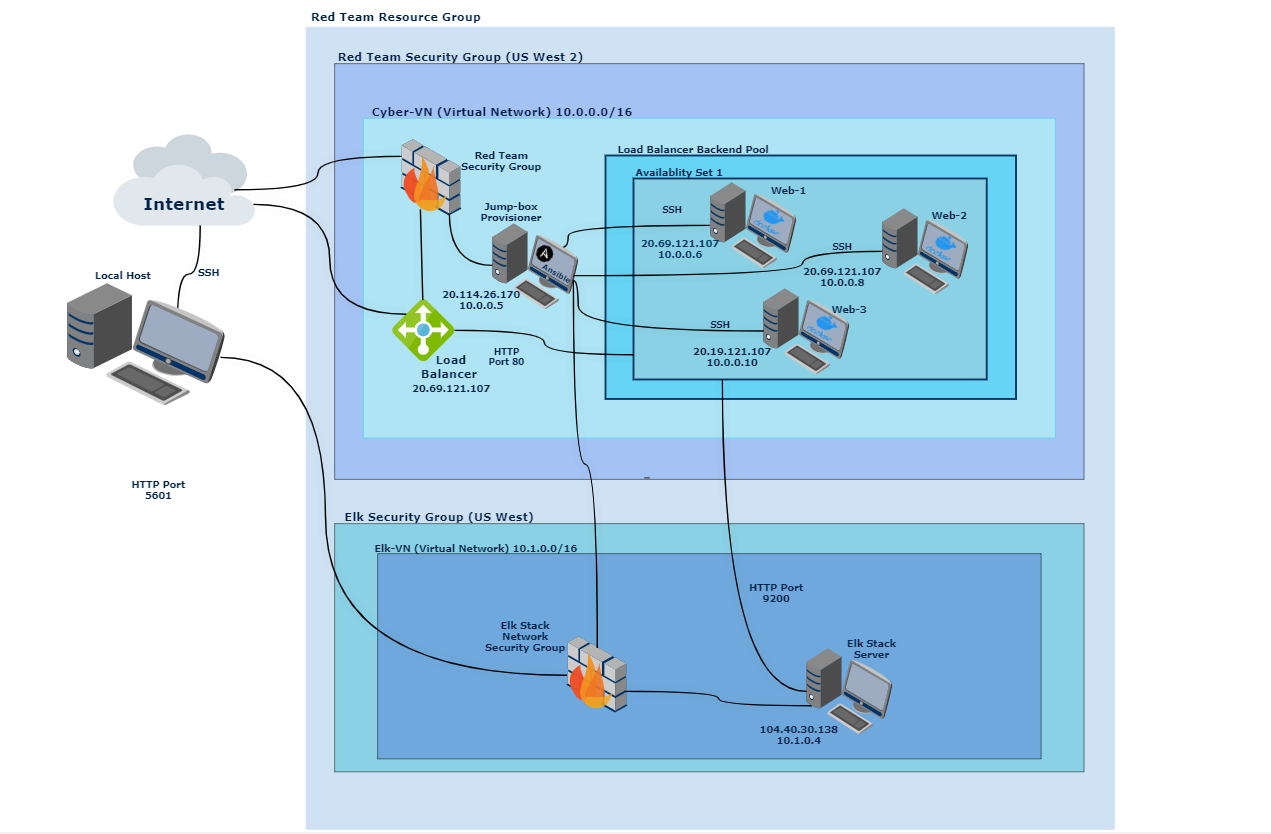 Red Team Resource Group
Red Team Security Group (US West 2)
Cyber-VN (Virtual Network) 10.0.0.0/16
Red Team
Security Group
Load Balancer Backend Pool
Availablity Set 1
Internet
Jump-box
Provisioner
Ansible
20.114.26.170
10.0.0.5
SSH
Web-1
docker
20.69.121.107
10.0.0.6
SSH
Web-2
docker
20.69.121.107
10.0.0.8
SSH
Web-3
docker
20.19.121.107
10.0.0.10
Local Host
SSH
HTTP
Port 80
Load
Balancer
20.69.121.107
HTTP Port
5601
Elk Security Group (US West)
Elk-VN (Virtual Network) 10.1.0.0/16
HTTP Port
9200
Elk Stack
Network
Security Group
Elk Stack
Server
104.40.30.138
10.1.0.4